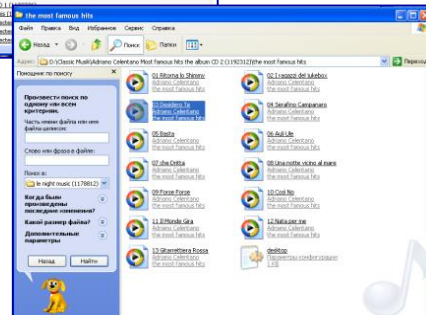 the most famous hits
Файл Правка Вид Избранное Сервис Справка
Назад Поиск Папки
Адрес: D:\Classic Musik\Adriano Celentano Most famous hits the album CD 2 (1192312)\the most famous hits Переход
Помощник по поиску
Произвести поиск по
одному или всем
критериям.
Часть имени файла или имя
файла целиком:
Слово или фраза в файле:
Поиск в:
le night music (1178812)
Когда были
произведены
последние изменения?
Какой размер файла?
Дополнительные
параметры
Назад Найти
01 Ritorna lo Shimmy
Adriano Celentano
the most famous hits
02 I ragazzi del jukebox
Adriano Celentano
the most famous hits
03 Desidero Te
Adriano Celentano
the most famous hits
04 Serafino Campanaro
Adriano Celentano
the most famous hits
05 Basta
Adriano Celentano
the most famous hits
06 Auli Ule
Adriano Celentano
the most famous hits
07 che Dritta
Adriano Celentano
the most famous hits
08 Una notte vicino al mare
Adriano Celentano
the most famous hits
09 Forse Forse
Adriano Celentano
the most famous hits
10 Così No
Adriano Celentano
the most famous hits
11 Il Mondo Gira
Adriano Celentano
the most famous hits
12 Nata per me
Adriano Celentano
the most famous hits
13 Gitarrettera Rossa
Adriano Celentano
the most famous hits
desktop
Параметры конфигурации
1 КБ